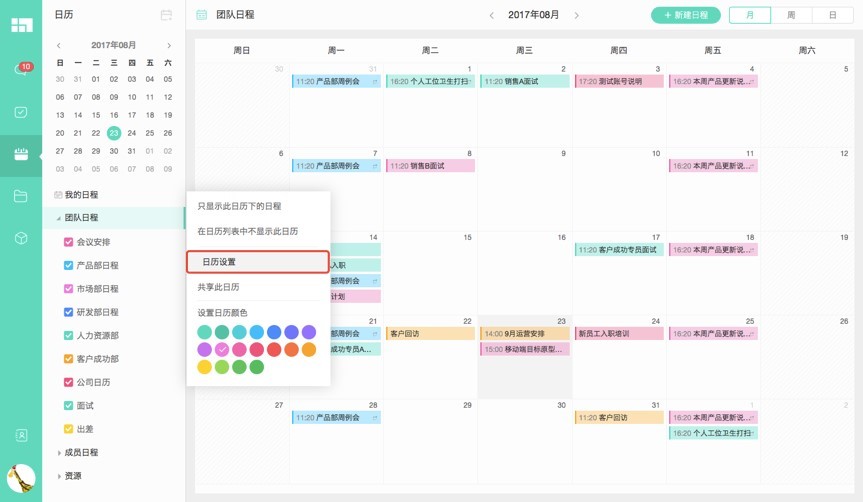 日历
团队日程
2017年08月
+ 新建日程
月
周
日
10
2017年08月
日 一 二 三 四 五 六
30 31 01 02 03 04 05
06 07 08 09 10 11 12
13 14 15 16 17 18 19
20 21 22 23 24 25 26
27 28 29 30 31 01 02
03 04 05 06 07 08 09
我的日程
团队日程
会议安排
产品部日程
市场部日程
研发部日程
人力资源部
客户成功部
公司日历
面试
出差
成员日程
资源
只显示此日历下的日程
在日历列表中不显示此日历
日历设置
共享此日历
设置日历颜色
周日 周一 周二 周三 周四 周五 周六
30 31 1 2 3 4 5
11:20 产品部周例会
16:20 个人工位卫生打扫
11:20 销售A面试
17:20 测试账号说明
16:20 本周产品更新说...
6 7 8 9 10 11 12
11:20 产品部周例会
11:20 销售B面试
16:20 本周产品更新说...
14 15 16 17 18 19
入职
部周例会
计划
11:20 客户成功专员面试
16:20 本周产品更新说...
21 22 23 24 25 26
部周例会
成功专员A...
客户回访
14:00 9月运营安排
15:00 移动端目标原型...
新员工入职培训
16:20 本周产品更新说...
27 28 29 30 31 1 2
11:20 产品部周例会
11:20 客户回访
16:20 本周产品更新说...
16:20 个人工位卫生打扫